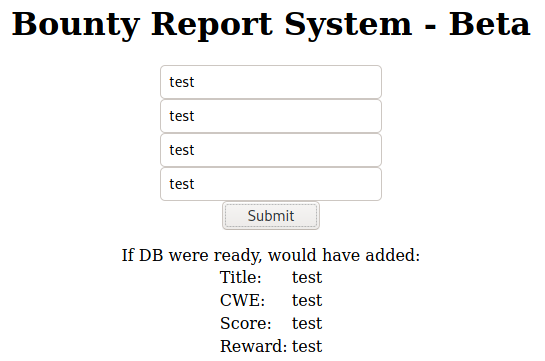 Bounty Report System - Beta
test
test
test
test
Submit
If DB were ready, would have added:
Title: test
CWE: test
Score: test
Reward: test